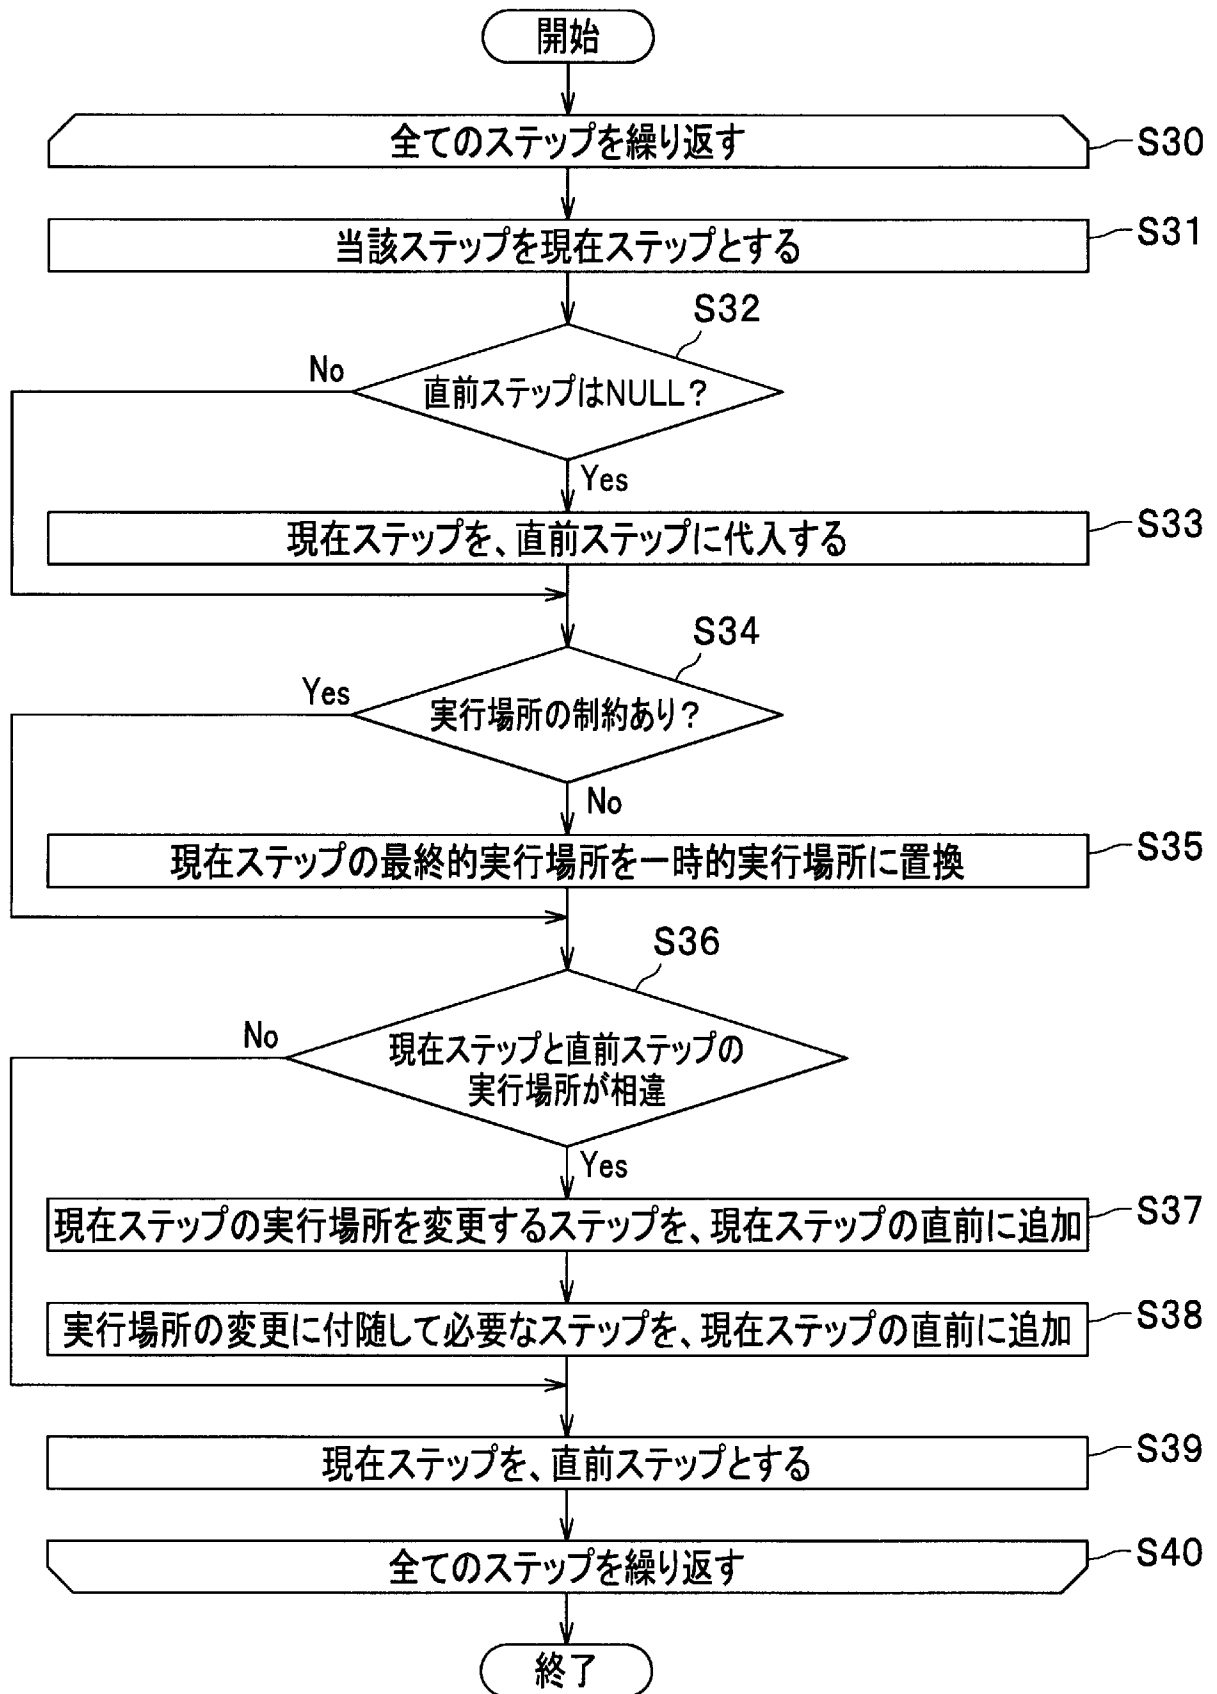 開始
全てのステップを繰り返す
S30
当該ステップを現在ステップとする
S31
S32
No
直前ステップはNULL?
Yes
現在ステップを、直前ステップに代入する
S33
S34
Yes
実行場所の制約あり?
No
現在ステップの最終的実行場所を一時的実行場所に置換
S35
S36
No
現在ステップと直前ステップの
実行場所が相違
Yes
現在ステップの実行場所を変更するステップを、現在ステップの直前に追加
S37
実行場所の変更に付随して必要なステップを、現在ステップの直前に追加
S38
現在ステップを、直前ステップとする
S39
全てのステップを繰り返す
S40
終了